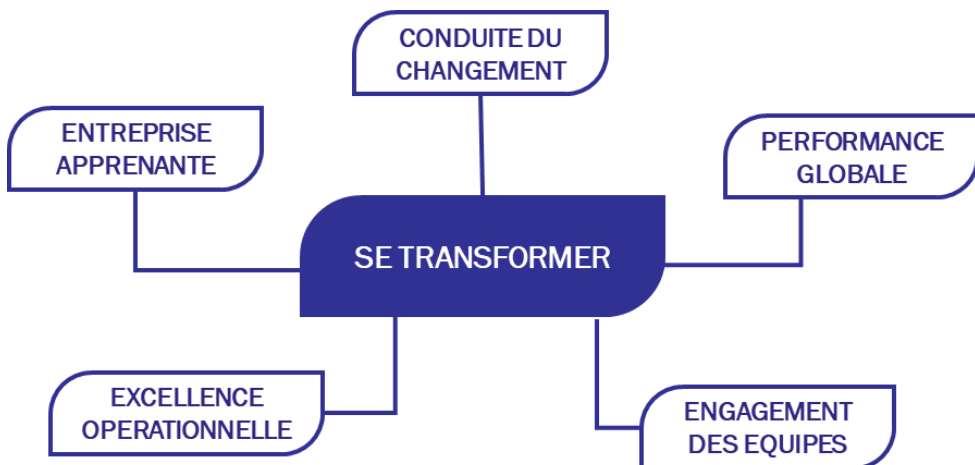 CONDUITE DU
CHANGEMENT
ENTREPRISE
APPRENANTE
PERFORMANCE
GLOBALE
SE TRANSFORMER
EXCELLENCE
OPERATIONNELLE
ENGAGEMENT
DES EQUIPES